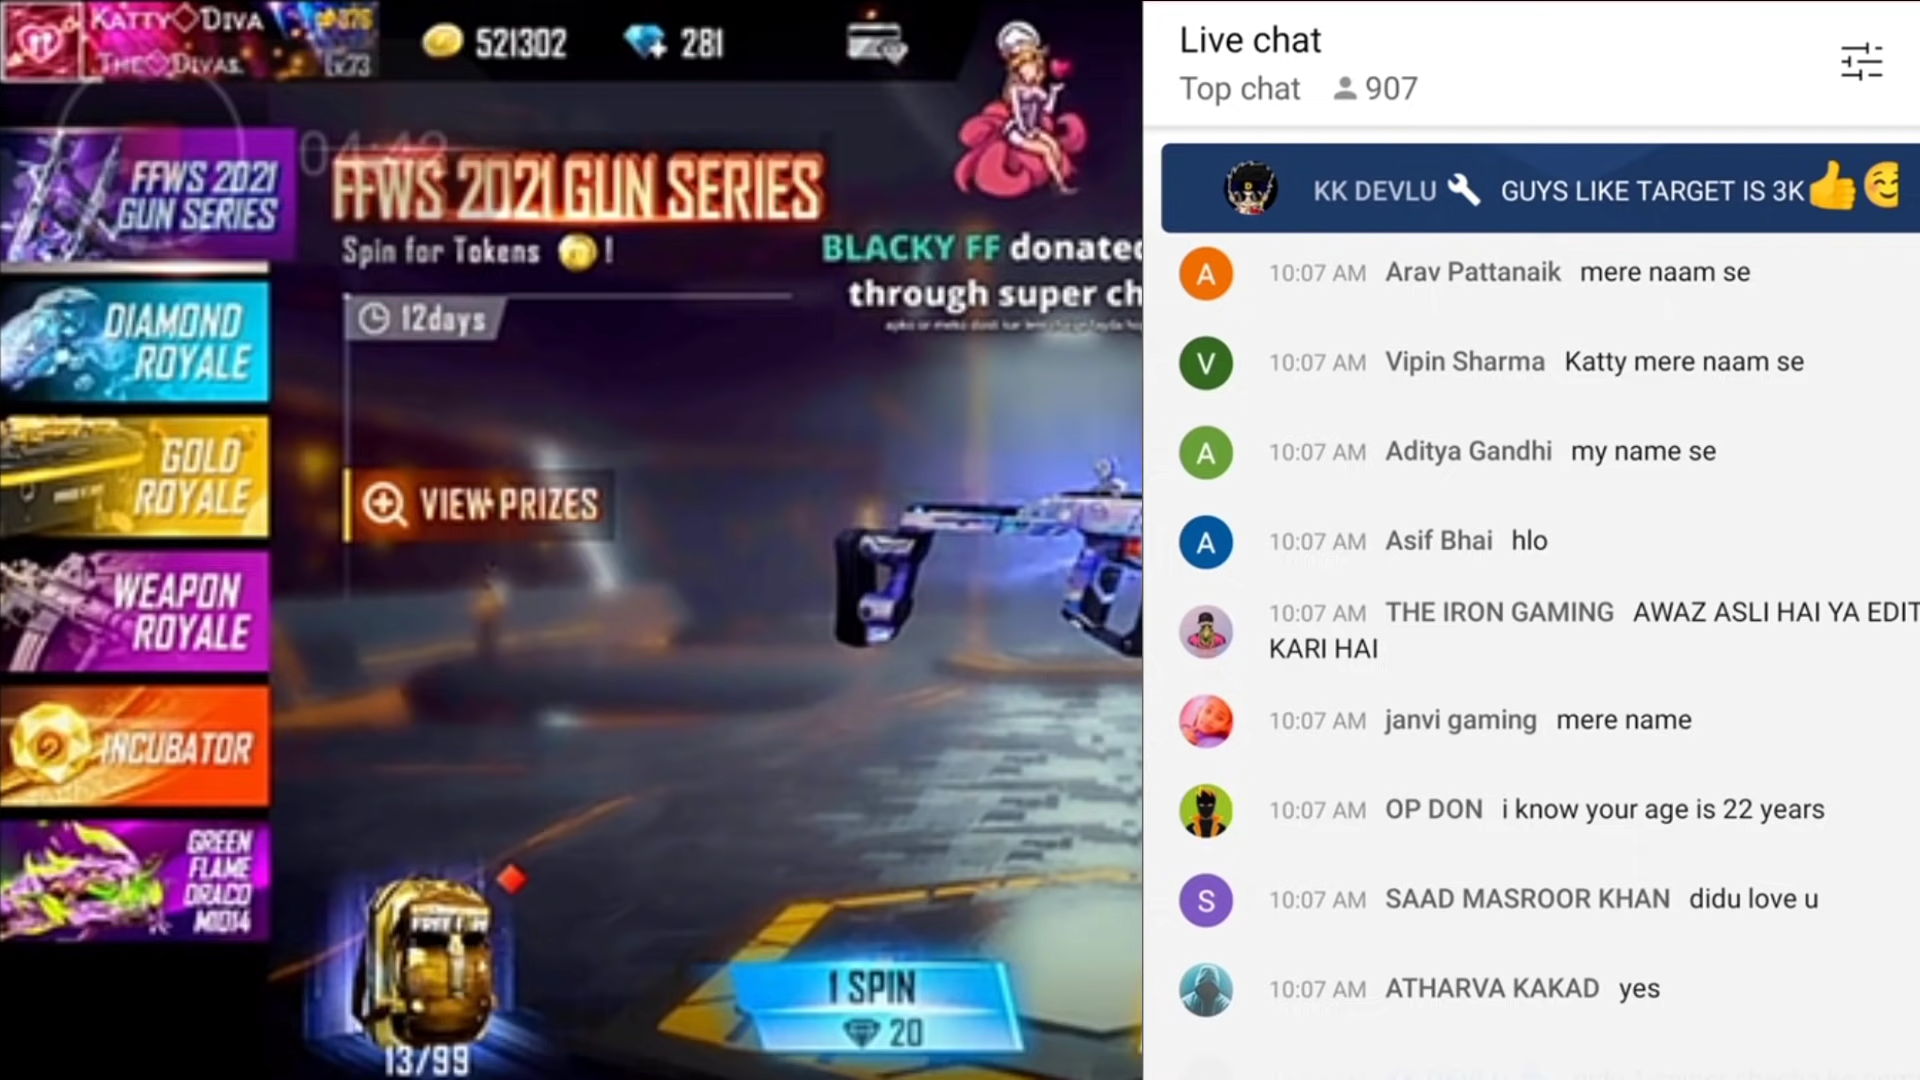 KATTY◇DIVA
THE◇DIVAS.
Lv.73
521302
281
04:42
FFWS 2021
GUN SERIES
FFWS 2021 GUN SERIES
Spin for Tokens !
BLACKY FF donated
through super ch
12days
DIAMOND
ROYALE
GOLD
ROYALE
VIEW PRIZES
WEAPON
ROYALE
INCUBATOR
GREEN
FLAME
DRACO
M1014
13/99
1 SPIN
20
Live chat
Top chat 907
KK DEVLU 🔧 GUYS LIKE TARGET IS 3K👍😊
A 10:07 AM Arav Pattanaik mere naam se
V 10:07 AM Vipin Sharma Katty mere naam se
A 10:07 AM Aditya Gandhi my name se
A 10:07 AM Asif Bhai hlo
10:07 AM THE IRON GAMING AWAZ ASLI HAI YA EDIT
KARI HAI
10:07 AM janvi gaming mere name
10:07 AM OP DON i know your age is 22 years
S 10:07 AM SAAD MASROOR KHAN didu love u
10:07 AM ATHARVA KAKAD yes